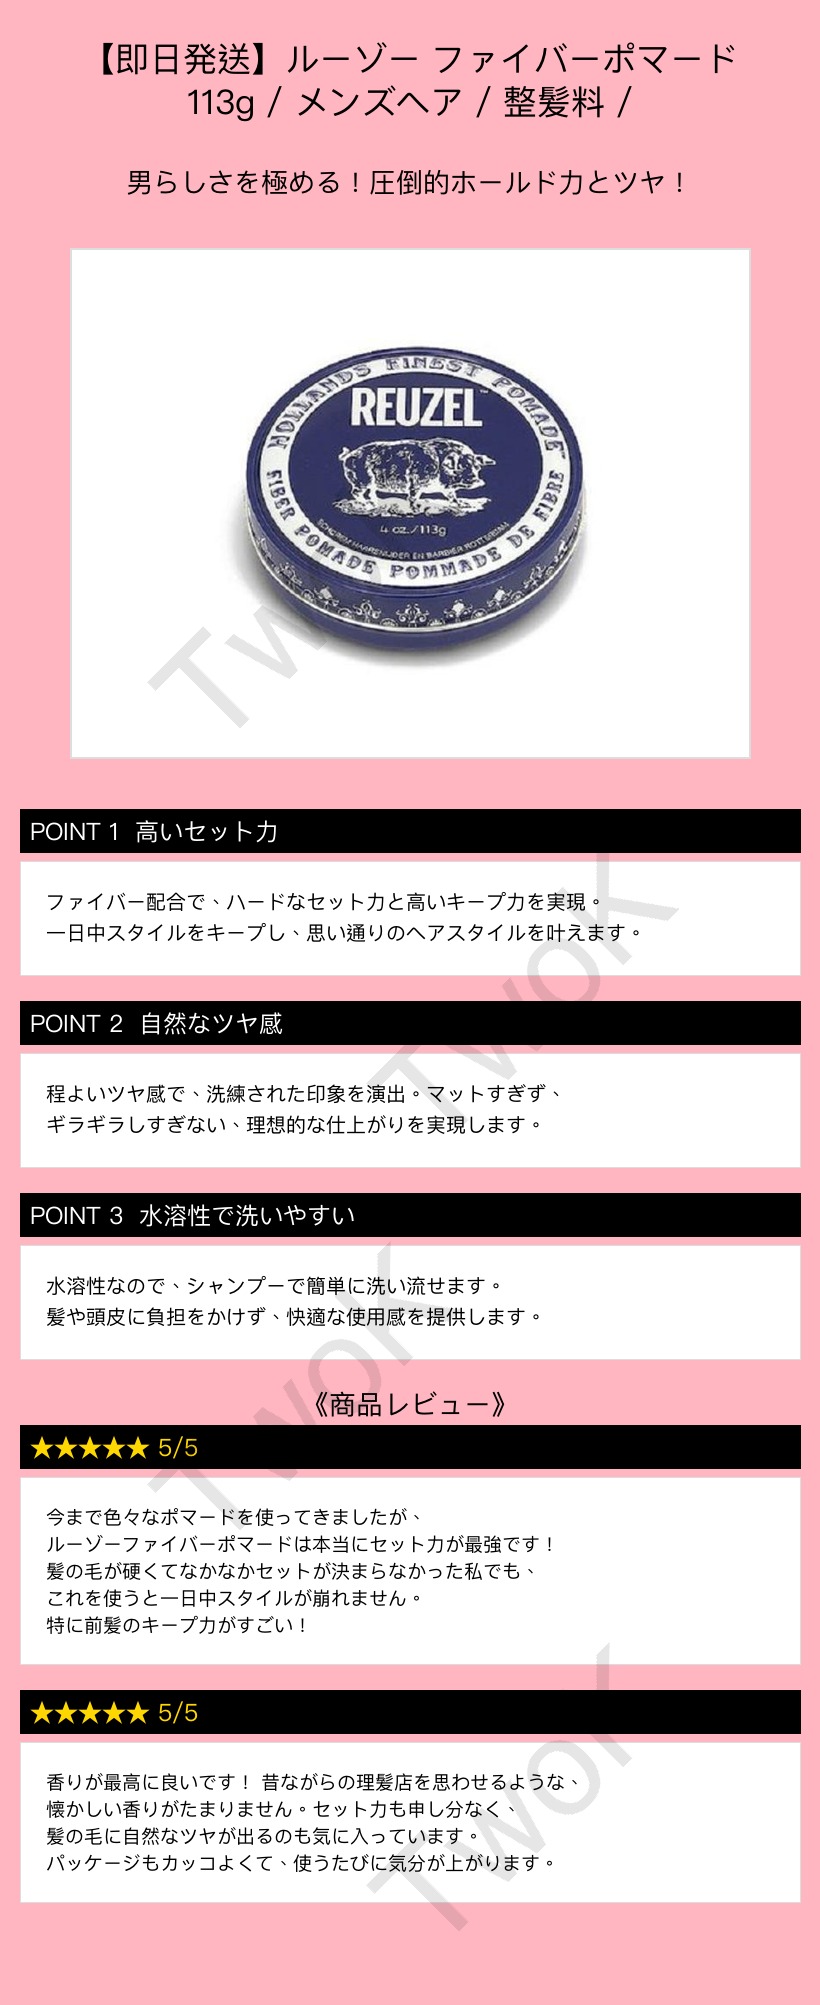 【即日発送】ルーゾー ファイバーポマード
113g / メンズヘア / 整髪料 /
男らしさを極める！圧倒的ホールド力とツヤ！
HOLLANDS FINEST POMADE™
REUZEL™
4 oz./113g
SCHOREM HAARSNIJDER EN BARBIER ROTTERDAM
FIBER POMADE POMMADE DE FIBRE
POINT 1 高いセット力
ファイバー配合で、ハードなセット力と高いキープ力を実現。
一日中スタイルをキープし、思い通りのヘアスタイルを叶えます。
POINT 2 自然なツヤ感
程よいツヤ感で、洗練された印象を演出。マットすぎず、
ギラギラしすぎない、理想的な仕上がりを実現します。
POINT 3 水溶性で洗いやすい
水溶性なので、シャンプーで簡単に洗い流せます。
髪や頭皮に負担をかけず、快適な使用感を提供します。
《商品レビュー》
★★★★★ 5/5
今まで色々なポマードを使ってきましたが、
ルーゾーファイバーポマードは本当にセット力が最強です！
髪の毛が硬くてなかなかセットが決まらなかった私でも、
これを使うと一日中スタイルが崩れません。
特に前髪のキープ力がすごい！
★★★★★ 5/5
香りが最高に良いです！ 昔ながらの理髪店を思わせるような、
懐かしい香りがたまりません。セット力も申し分なく、
髪の毛に自然なツヤが出るのも気に入っています。
パッケージもカッコよくて、使うたびに気分が上がります。
Tw
TwoK
TwoK
TwoK